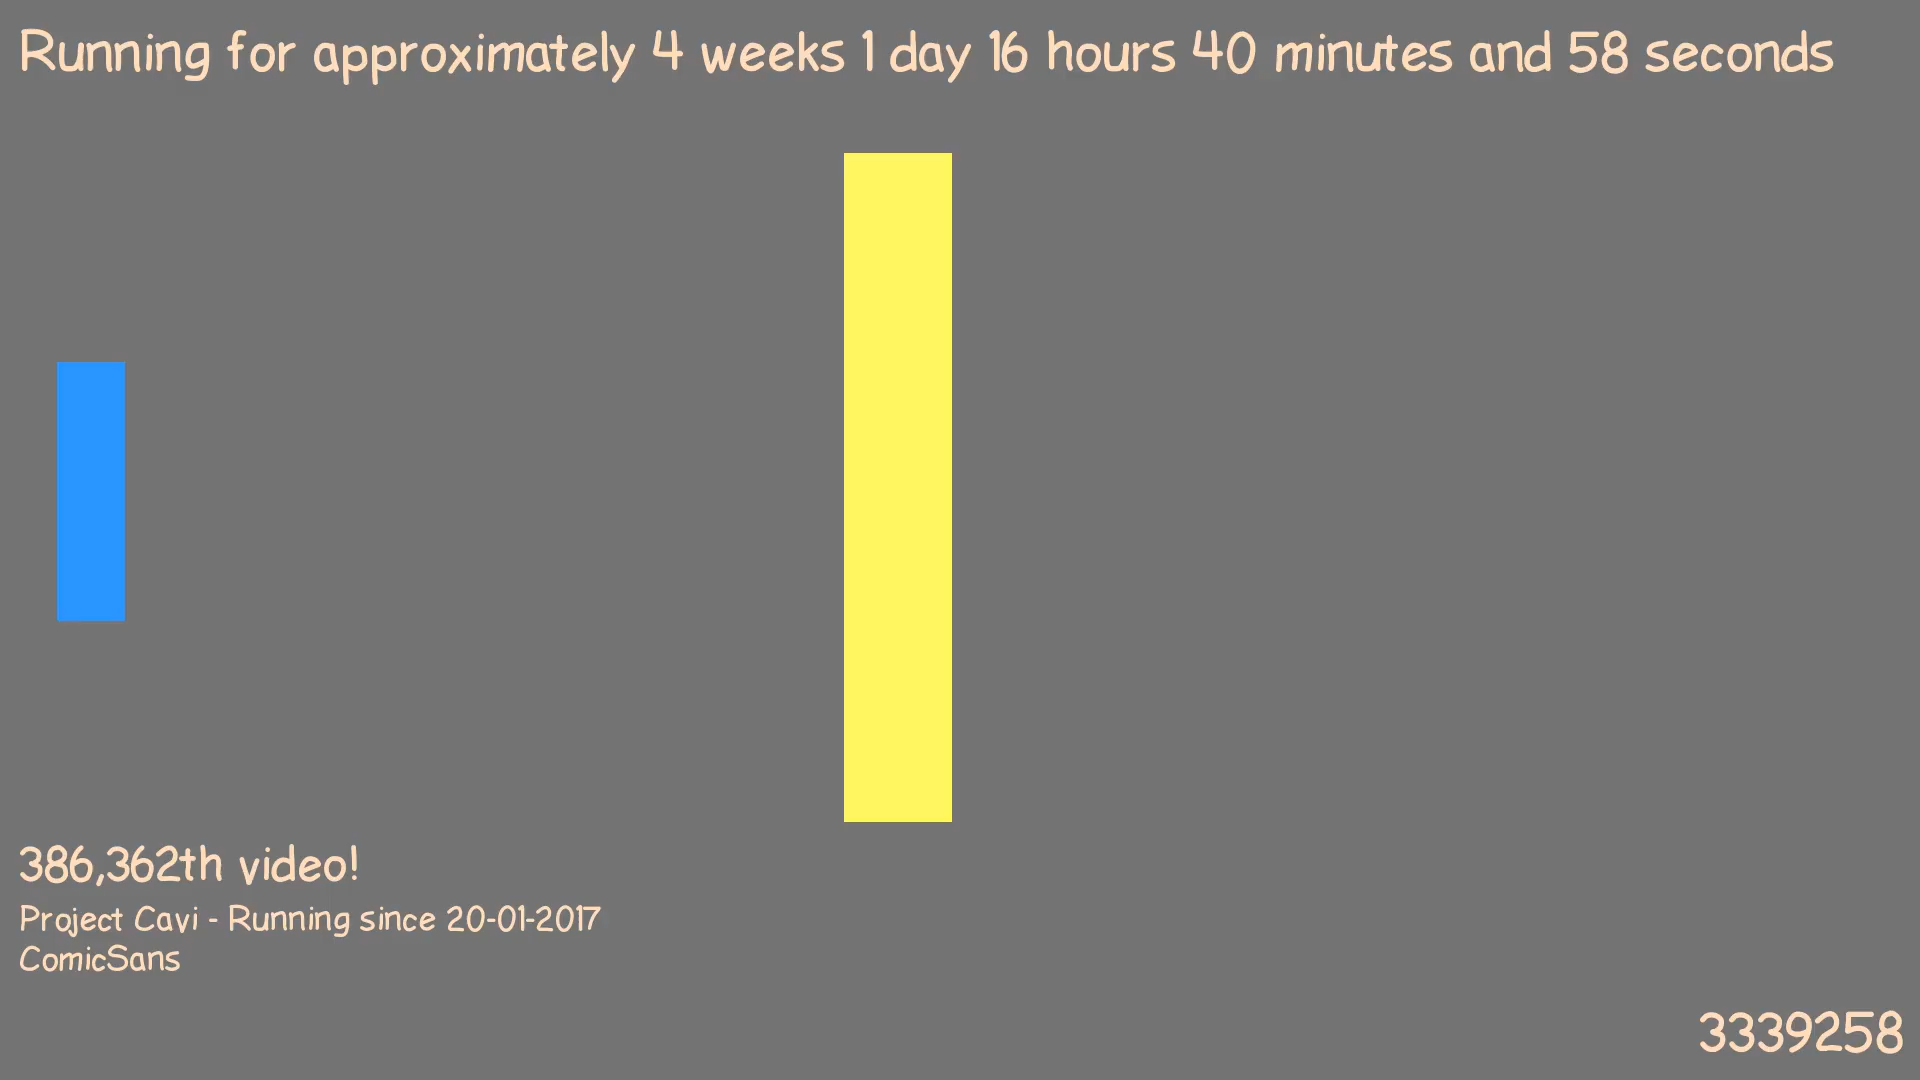 Running for approximately 4 weeks 1 day 16 hours 40 minutes and 58 seconds
386,362th video!
Project Cavi - Running since 20-01-2017
ComicSans
3339258